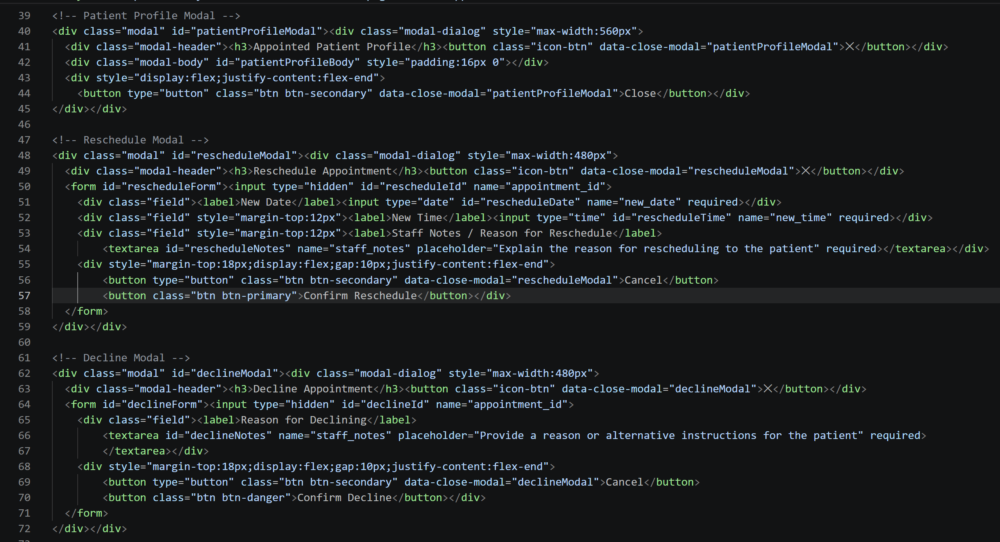 39 <!-- Patient Profile Modal -->
40 <div class="modal" id="patientProfileModal"><div class="modal-dialog" style="max-width:560px">
41   <div class="modal-header"><h3>Appointed Patient Profile</h3><button class="icon-btn" data-close-modal="patientProfileModal">✕</button></div>
42   <div class="modal-body" id="patientProfileBody" style="padding:16px 0"></div>
43   <div style="display:flex;justify-content:flex-end">
44     <button type="button" class="btn btn-secondary" data-close-modal="patientProfileModal">Close</button></div>
45 </div></div>
46
47 <!-- Reschedule Modal -->
48 <div class="modal" id="rescheduleModal"><div class="modal-dialog" style="max-width:480px">
49   <div class="modal-header"><h3>Reschedule Appointment</h3><button class="icon-btn" data-close-modal="rescheduleModal">✕</button></div>
50   <form id="rescheduleForm"><input type="hidden" id="rescheduleId" name="appointment_id">
51     <div class="field"><label>New Date</label><input type="date" id="rescheduleDate" name="new_date" required></div>
52     <div class="field" style="margin-top:12px"><label>New Time</label><input type="time" id="rescheduleTime" name="new_time" required></div>
53     <div class="field" style="margin-top:12px"><label>Staff Notes / Reason for Reschedule</label>
54         <textarea id="rescheduleNotes" name="staff_notes" placeholder="Explain the reason for rescheduling to the patient" required></textarea></div>
55     <div style="margin-top:18px;display:flex;gap:10px;justify-content:flex-end">
56         <button type="button" class="btn btn-secondary" data-close-modal="rescheduleModal">Cancel</button>
57         <button class="btn btn-primary">Confirm Reschedule</button></div>
58   </form>
59 </div></div>
60
61 <!-- Decline Modal -->
62 <div class="modal" id="declineModal"><div class="modal-dialog" style="max-width:480px">
63   <div class="modal-header"><h3>Decline Appointment</h3><button class="icon-btn" data-close-modal="declineModal">✕</button></div>
64   <form id="declineForm"><input type="hidden" id="declineId" name="appointment_id">
65     <div class="field"><label>Reason for Declining</label>
66         <textarea id="declineNotes" name="staff_notes" placeholder="Provide a reason or alternative instructions for the patient" required>
67         </textarea></div>
68     <div style="margin-top:18px;display:flex;gap:10px;justify-content:flex-end">
69         <button type="button" class="btn btn-secondary" data-close-modal="declineModal">Cancel</button>
70         <button class="btn btn-danger">Confirm Decline</button></div>
71   </form>
72 </div></div>